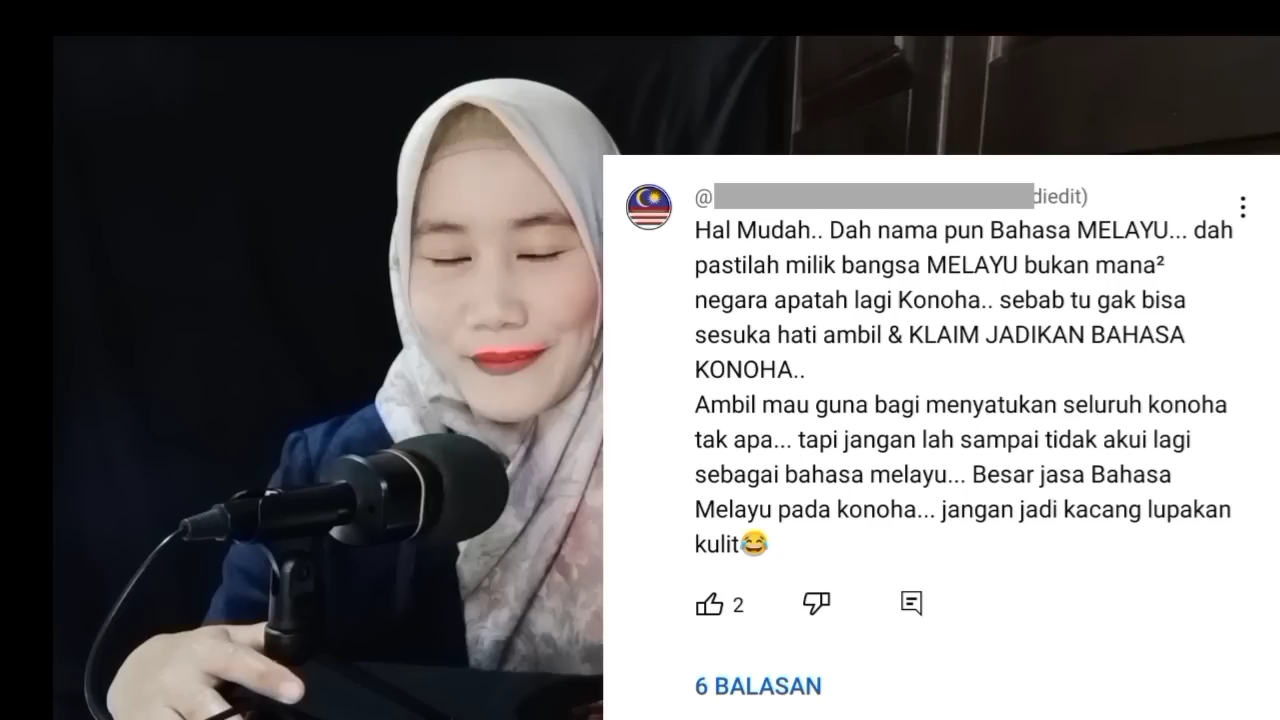 @ diedit)
Hal Mudah.. Dah nama pun Bahasa MELAYU... dah
pastilah milik bangsa MELAYU bukan mana²
negara apatah lagi Konoha.. sebab tu gak bisa
sesuka hati ambil & KLAIM JADIKAN BAHASA
KONOHA..
Ambil mau guna bagi menyatukan seluruh konoha
tak apa... tapi jangan lah sampai tidak akui lagi
sebagai bahasa melayu... Besar jasa Bahasa
Melayu pada konoha... jangan jadi kacang lupakan
kulit😂
2
6 BALASAN